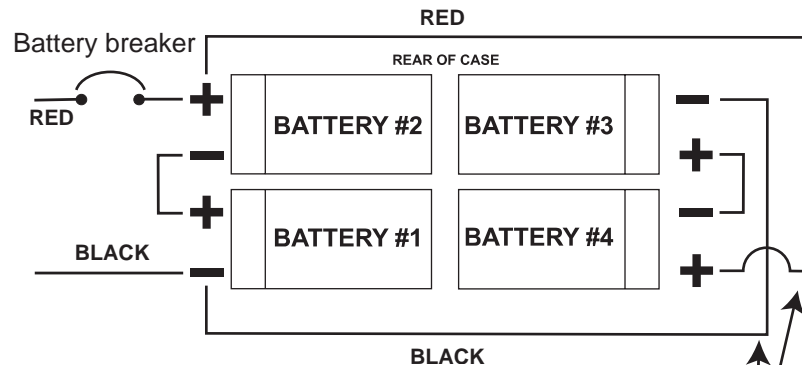 RED
Battery breaker
REAR OF CASE
RED
BATTERY #2
BATTERY #3
BLACK
BATTERY #1
BATTERY #4
BLACK